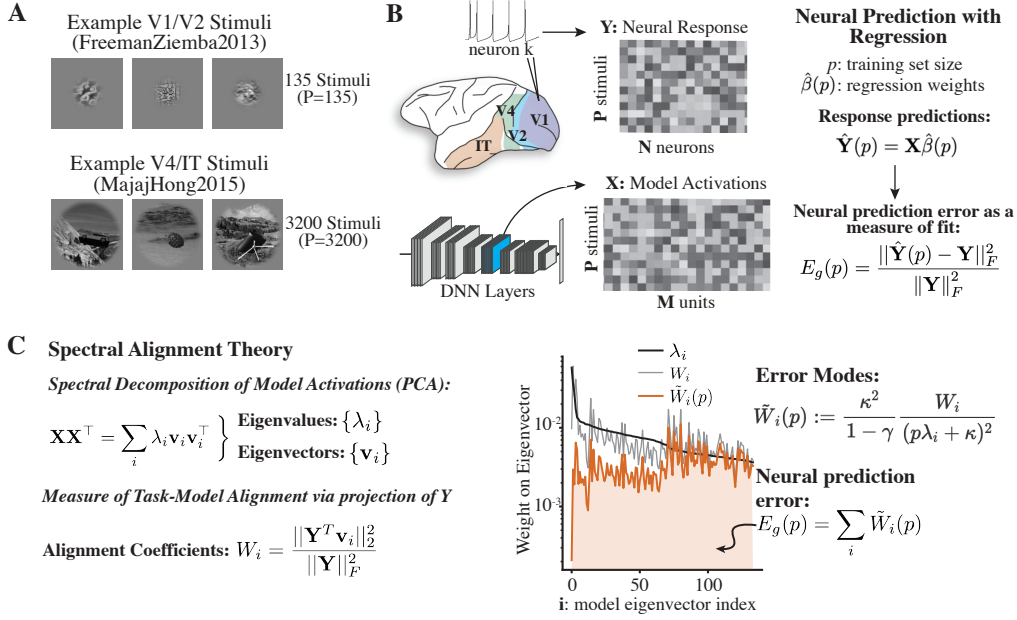 A
Example V1/V2 Stimuli
(FreemanZiemba2013)
135 Stimuli
(P=135)
Example V4/IT Stimuli
(MajajHong2015)
3200 Stimuli
(P=3200)
B
neuron k
V4
V1
V2
IT
Y: Neural Response
P stimuli
N neurons
DNN Layers
X: Model Activations
P stimuli
M units
Neural Prediction with
Regression
p: training set size
β̂(p): regression weights
Response predictions:
Ŷ(p) = Xβ̂(p)
Neural prediction error as a
measure of fit:
E_g(p) = ||Ŷ(p) − Y||²_F / ||Y||²_F
C
Spectral Alignment Theory
Spectral Decomposition of Model Activations (PCA):
XX^⊤ = ∑_i λ_i v_i v_i^⊤ }
Eigenvalues: {λ_i}
Eigenvectors: {v_i}
Measure of Task-Model Alignment via projection of Y
Alignment Coefficients: W_i = ||Y^T v_i||²_2 / ||Y||²_F
λ_i
W_i
W̃_i(p)
Weight on Eigenvector
10^-2
10^-3
0
50
100
i: model eigenvector index
Error Modes:
W̃_i(p) := κ² / (1 − γ) W_i / (pλ_i + κ)²
Neural prediction
error:
E_g(p) = ∑_i W̃_i(p)